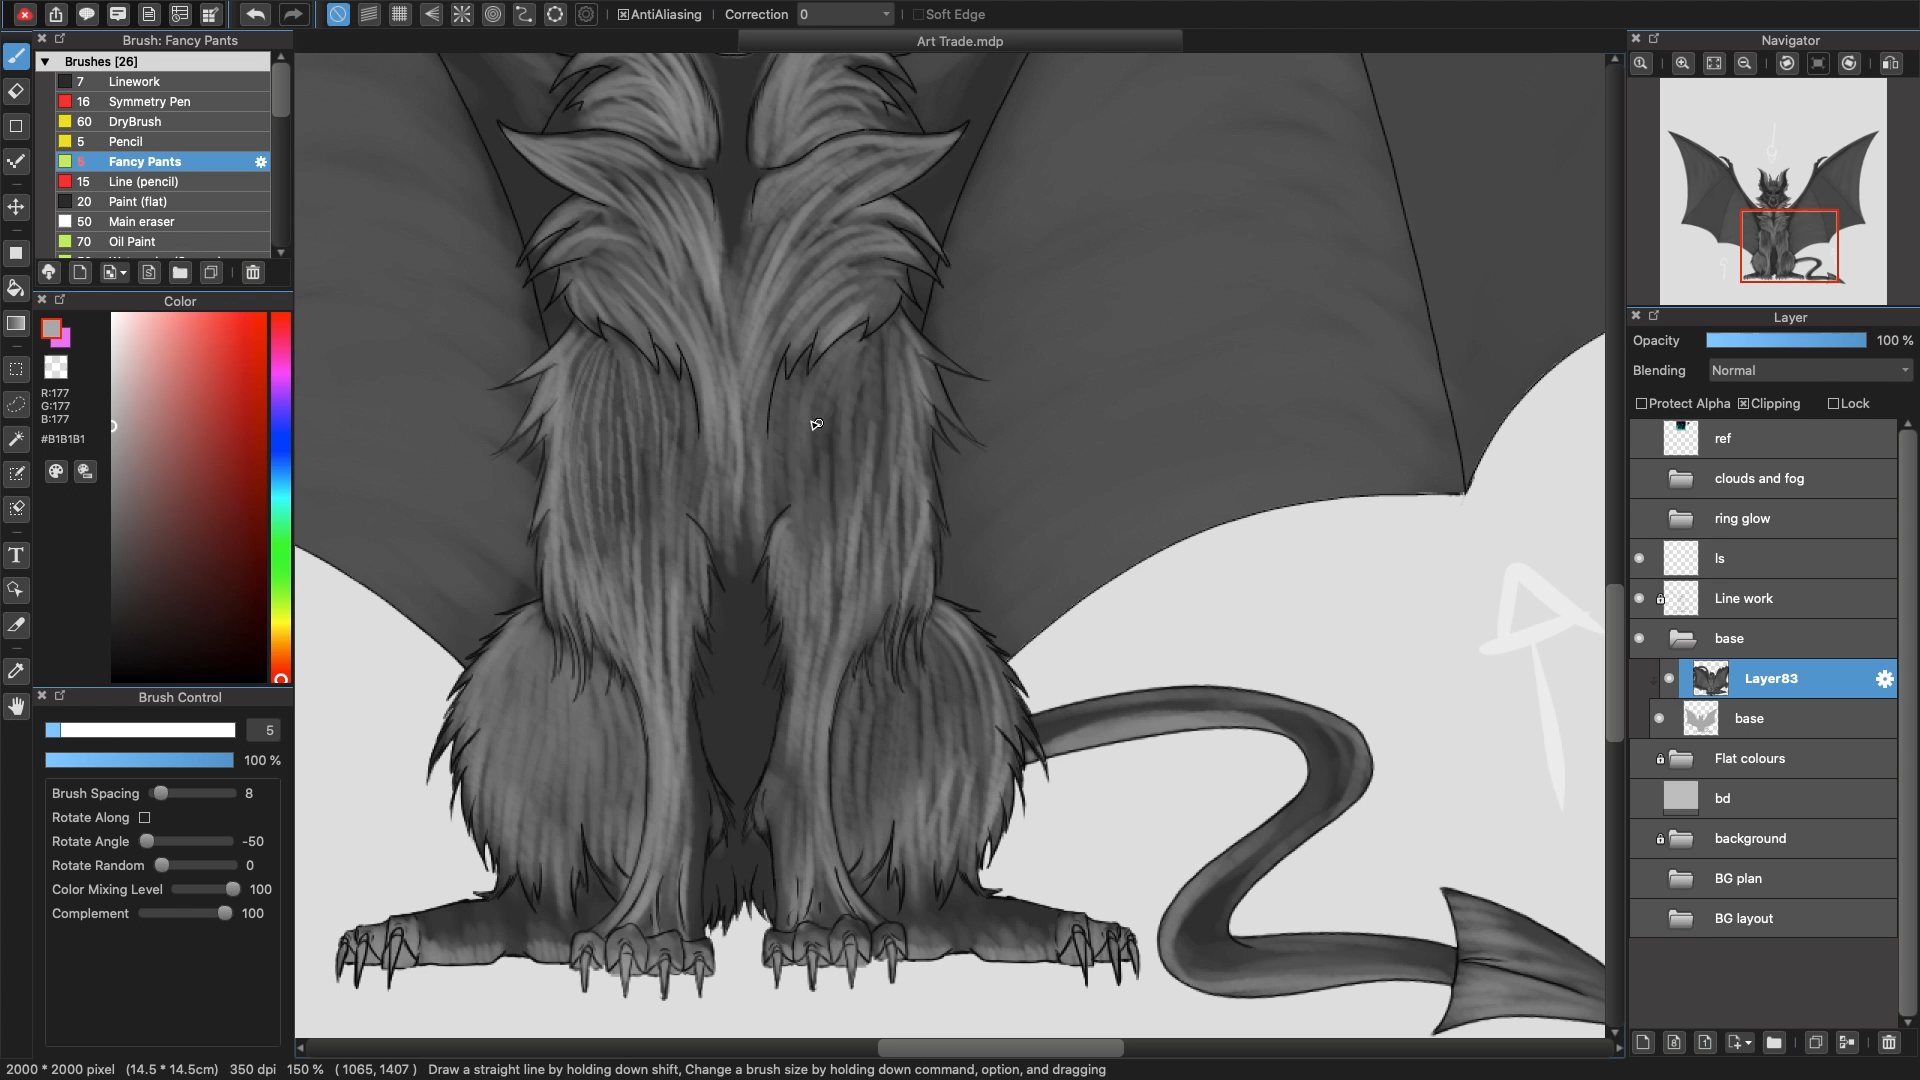 AntiAliasing
Correction 0
Soft Edge
Brush: Fancy Pants
Art Trade.mdp
Navigator
Brushes [26]
7 Linework
16 Symmetry Pen
60 DryBrush
5 Pencil
5 Fancy Pants
15 Line (pencil)
20 Paint (flat)
50 Main eraser
70 Oil Paint
Color
R:177
G:177
B:177
#B1B1B1
Brush Control
5
100 %
Brush Spacing 8
Rotate Along
Rotate Angle -50
Rotate Random 0
Color Mixing Level 100
Complement 100
Layer
Opacity 100 %
Blending Normal
Protect Alpha Clipping Lock
ref
clouds and fog
ring glow
ls
Line work
base
Layer83
base
Flat colours
bd
background
BG plan
BG layout
2000 * 2000 pixel (14.5 * 14.5cm) 350 dpi 150 % ( 1065, 1407 ) Draw a straight line by holding down shift, Change a brush size by holding down command, option, and dragging